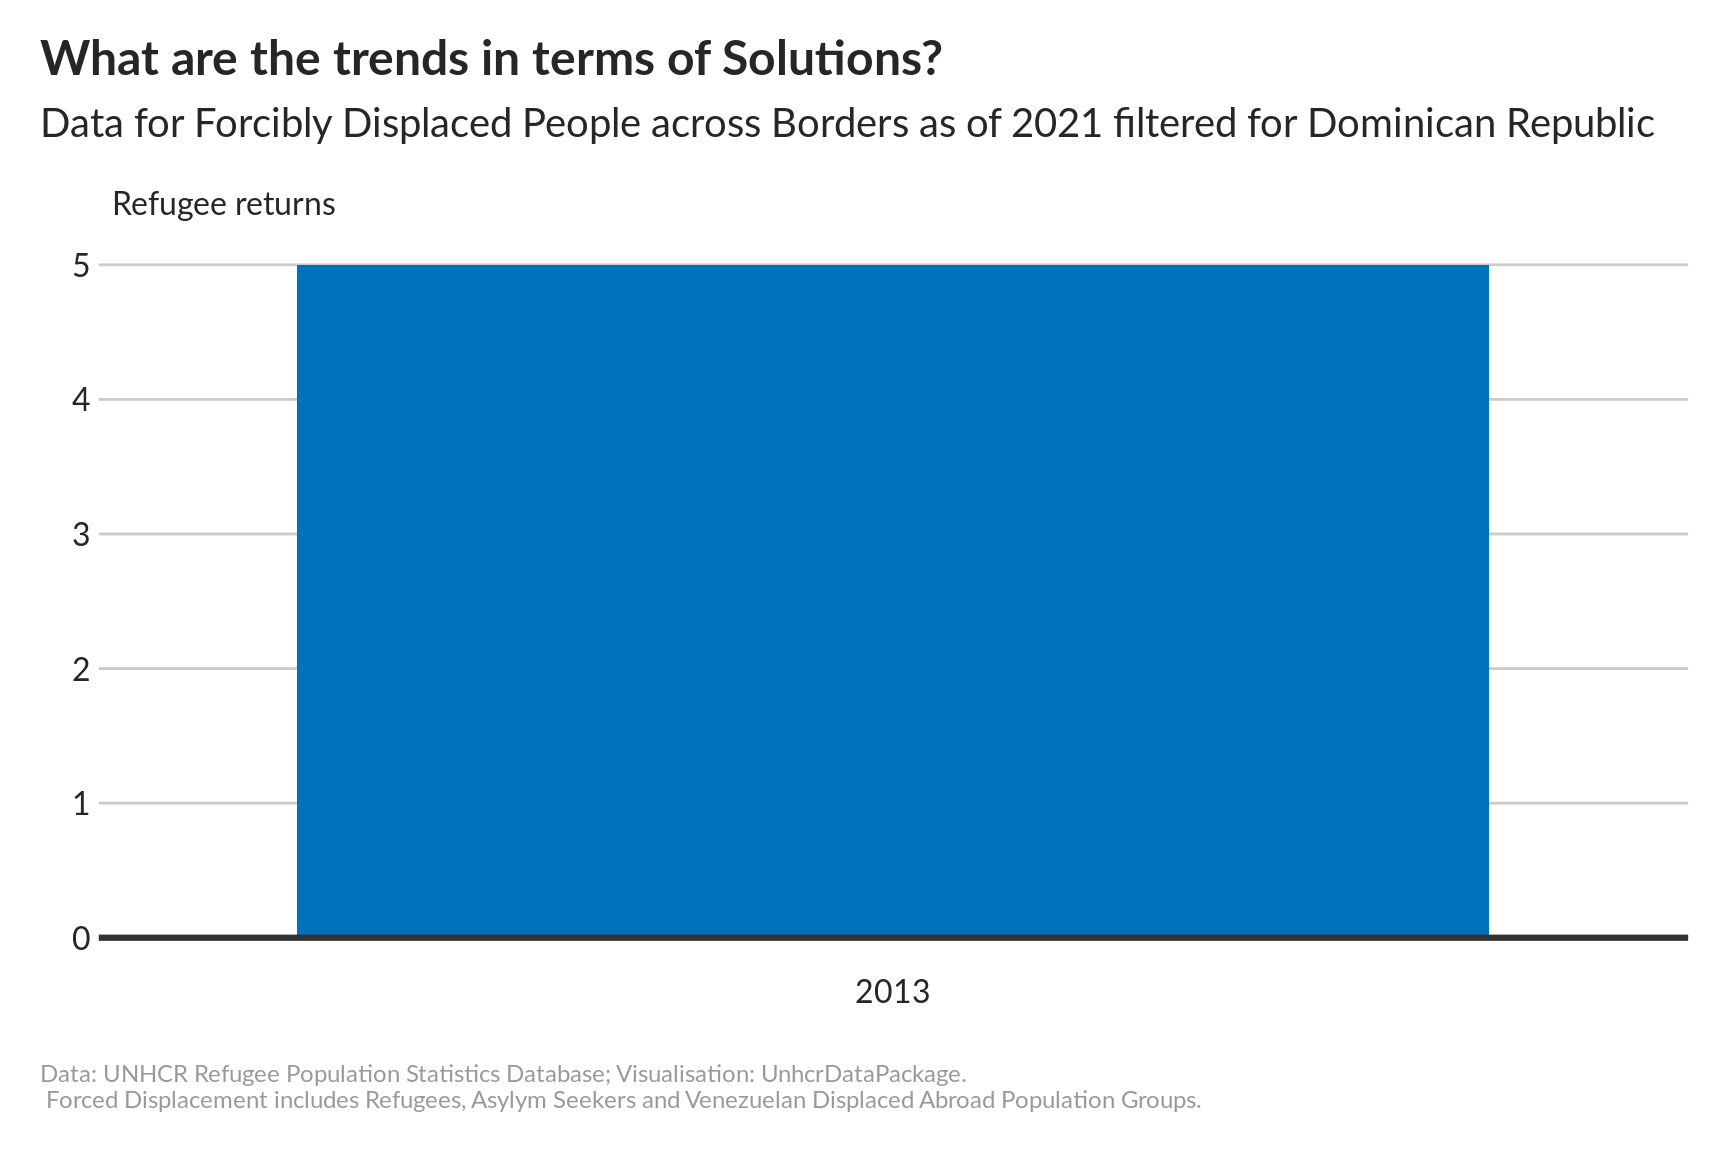 What are the trends in terms of Solutions?
Data for Forcibly Displaced People across Borders as of 2021 filtered for Dominican Republic
Refugee returns
5
4
3
2
1
0
2013
Data: UNHCR Refugee Population Statistics Database; Visualisation: UnhcrDataPackage.
Forced Displacement includes Refugees, Asylym Seekers and Venezuelan Displaced Abroad Population Groups.